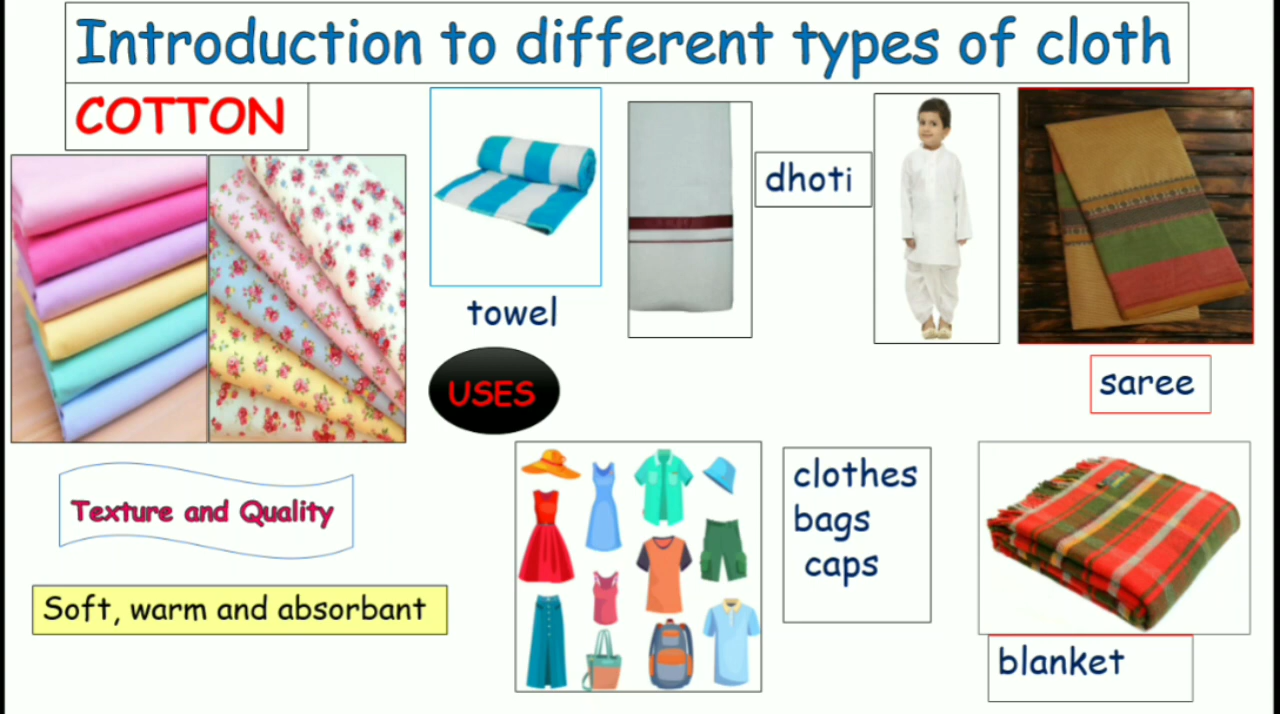 Introduction to different types of cloth
COTTON
towel
dhoti
saree
USES
Texture and Quality
Soft, warm and absorbant
clothes
bags
caps
blanket